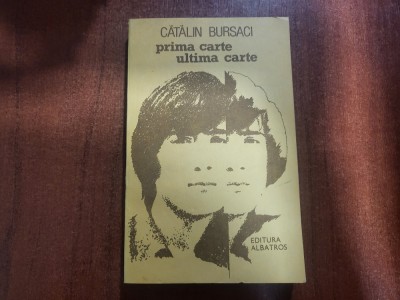 CĂTĂLIN BURSACI
prima carte
ultima carte
EDITURA
ALBATROS